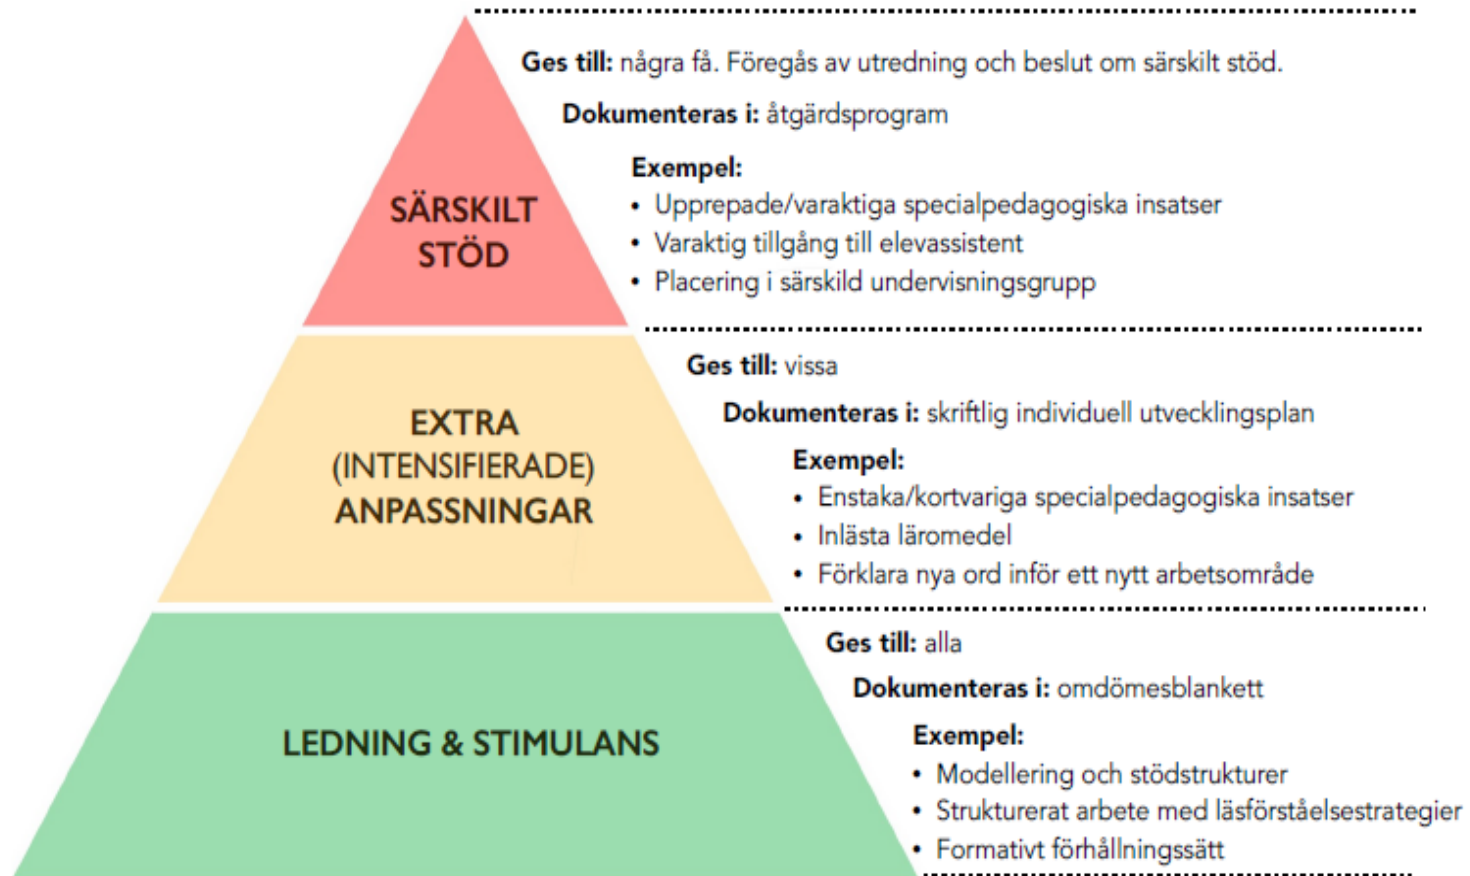 Ges till: några få. Föregås av utredning och beslut om särskilt stöd.
Dokumenteras i: åtgärdsprogram
Exempel:
• Upprepade/varaktiga specialpedagogiska insatser
• Varaktig tillgång till elevassistent
• Placering i särskild undervisningsgrupp
SÄRSKILT
STÖD
Ges till: vissa
Dokumenteras i: skriftlig individuell utvecklingsplan
Exempel:
• Enstaka/kortvariga specialpedagogiska insatser
• Inlästa läromedel
• Förklara nya ord inför ett nytt arbetsområde
EXTRA
(INTENSIFIERADE)
ANPASSNINGAR
Ges till: alla
Dokumenteras i: omdömesblankett
Exempel:
• Modellering och stödstrukturer
• Strukturerat arbete med läsförståelsestrategier
• Formativt förhållningssätt
LEDNING & STIMULANS